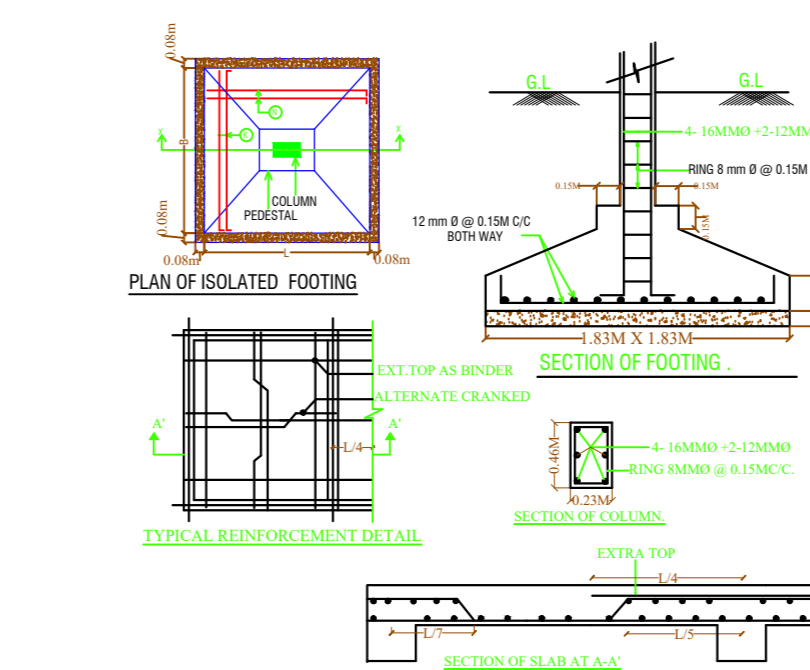 0.08m
0.08m
0.08m
0.08m
B
L
X
X
N
K
COLUMN
PEDESTAL
PLAN OF ISOLATED FOOTING
G.L
G.L
4- 16MMØ +2-12MM
RING 8 mm Ø @ 0.15M
0.15M
0.15M
0.15M
12 mm Ø @ 0.15M C/C
BOTH WAY
1.83M X 1.83M
SECTION OF FOOTING .
EXT.TOP AS BINDER
ALTERNATE CRANKED
A'
A'
L/4
TYPICAL REINFORCEMENT DETAIL
0.46M
0.23M
4- 16MMØ +2-12MMØ
RING 8MMØ @ 0.15MC/C.
SECTION OF COLUMN.
EXTRA TOP
L/4
L/7
L/5
SECTION OF SLAB AT A-A'